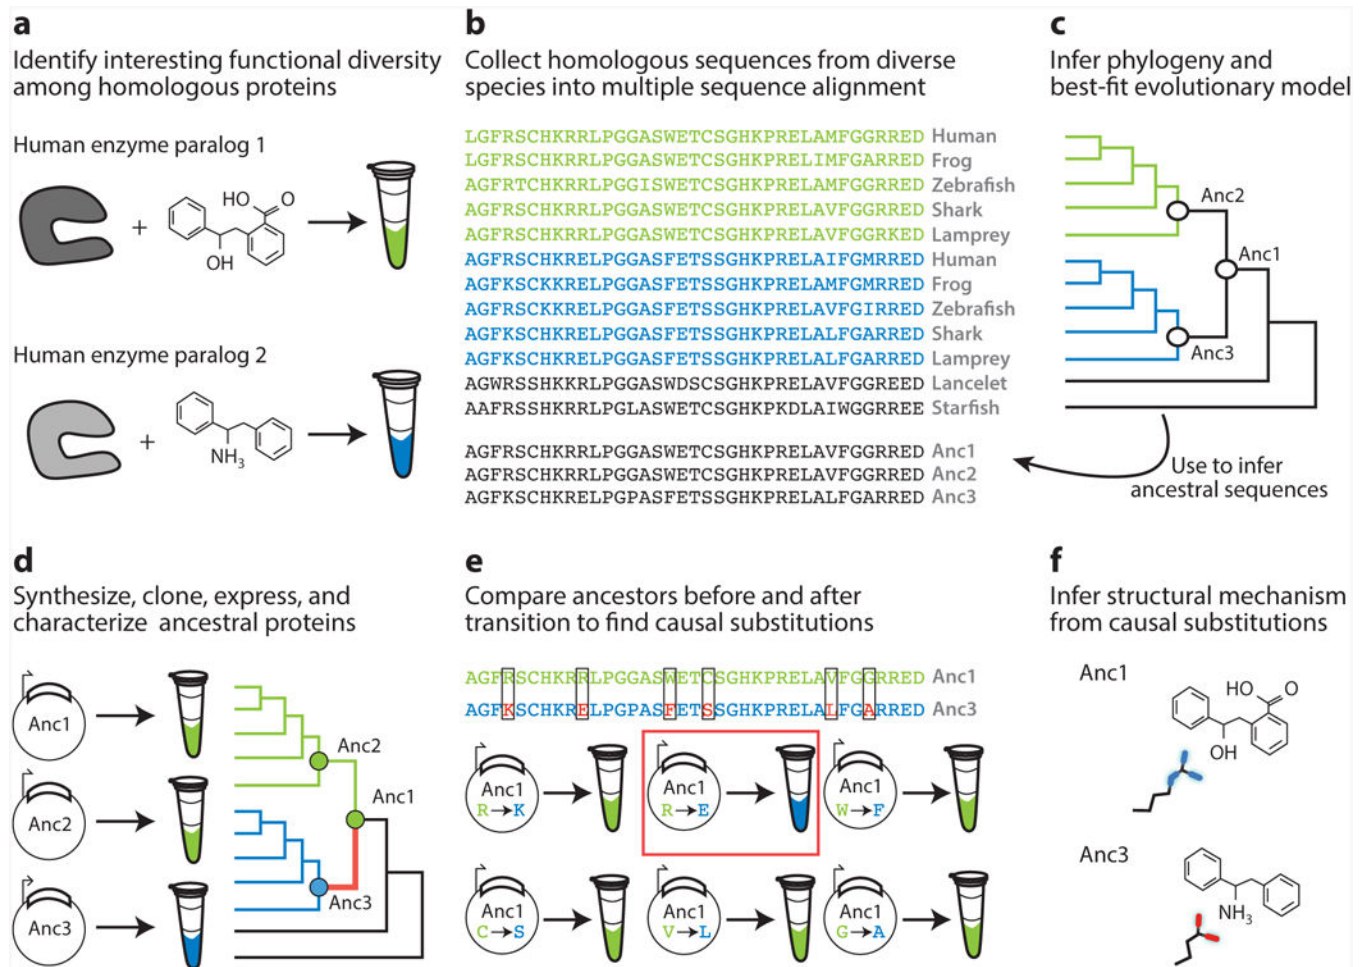 a
Identify interesting functional diversity
among homologous proteins
Human enzyme paralog 1
+
HO
O
OH
Human enzyme paralog 2
+
NH3
b
Collect homologous sequences from diverse
species into multiple sequence alignment
LGFRSCHKRRLPGGASWETCSGHKPRELAMFGGRRED Human
LGFRSCHKRRLPGGASWETCSGHKPRELIMFGARRED Frog
AGFRTCHKRRLPGGISWETCSGHKPRELAMFGGRRED Zebrafish
AGFRSCHKRRLPGGASWETCSGHKPRELAVFGGRRED Shark
AGFRSCHKRRLPGGASWETCSGHKPRELAVFGGRKED Lamprey
AGFRSCHKRELPGGASFETSSGHKPRELAIFGMRRED Human
AGFKSCKKRELPGGASFETSSGHKPRELAMFGMRRED Frog
AGFRSCKKRELPGGASFETSSGHKPRELAVFGIRRED Zebrafish
AGFKSCHKRELPGPASFETSSGHKPRELALFGARRED Shark
AGFKSCKKRELPGPASFETSSGHKPRELALFGARRED Lamprey
AGWRSSHKKRLPGGASWDSCSGHKPRELAVFGGREED Lancelet
AAFRSSHKRRLPGLASWETCSGHKPKDLAIWGGRREE Starfish
AGFRSCHKRRLPGGASWETCSGHKPRELAVFGGRRED Anc1
AGFRSCHKRRLPGGASWETCSGHKPRELAVFGGRRED Anc2
AGFKSCHKRELPGPASFETSSGHKPRELALFGARRED Anc3
c
Infer phylogeny and
best-fit evolutionary model
Anc2
Anc1
Anc3
Use to infer
ancestral sequences
d
Synthesize, clone, express, and
characterize ancestral proteins
Anc1
Anc2
Anc3
Anc2
Anc1
Anc3
e
Compare ancestors before and after
transition to find causal substitutions
AGFRSCHKRRLPGGASWETCSGHKPRELAVFGGRRED Anc1
AGFKSCHKRELPGPASFETSSGHKPRELALFGARRED Anc3
Anc1
R→K
Anc1
R→E
Anc1
W→F
Anc1
C→S
Anc1
V→L
Anc1
G→A
f
Infer structural mechanism
from causal substitutions
Anc1
HO
O
OH
Anc3
NH3